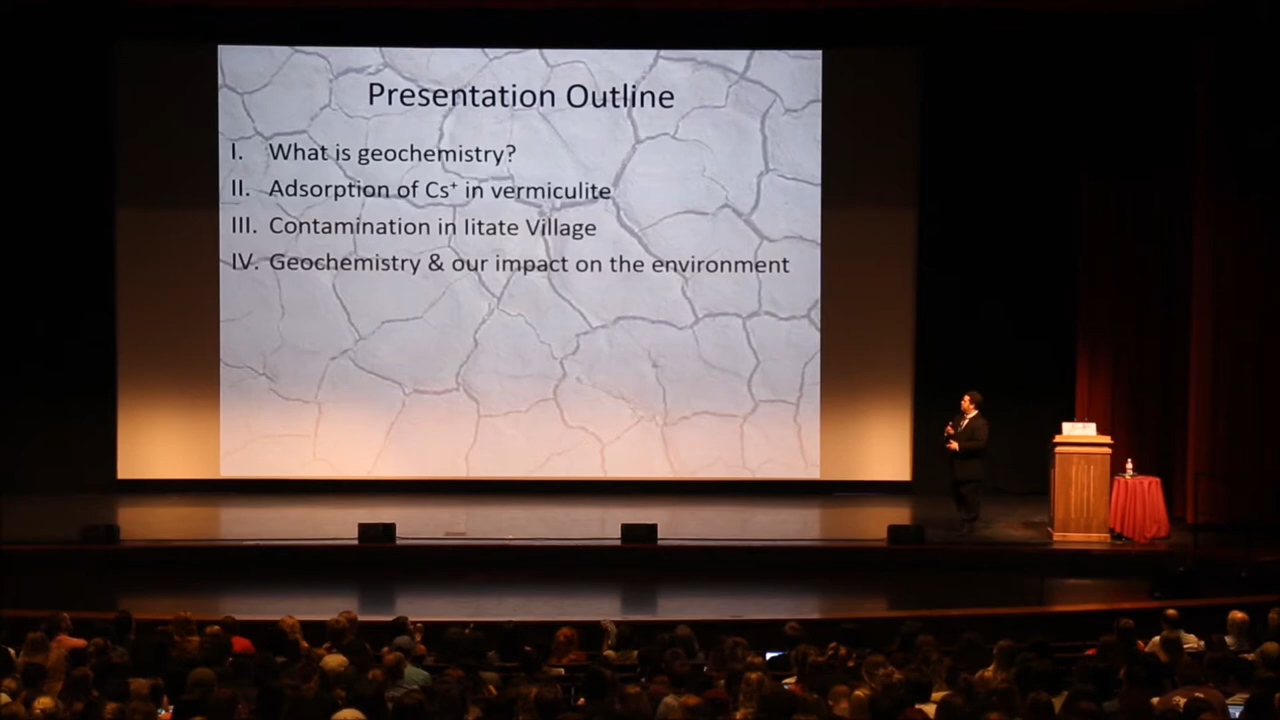 Presentation Outline
I. What is geochemistry?
II. Adsorption of Cs⁺ in vermiculite
III. Contamination in Iitate Village
IV. Geochemistry & our impact on the environment